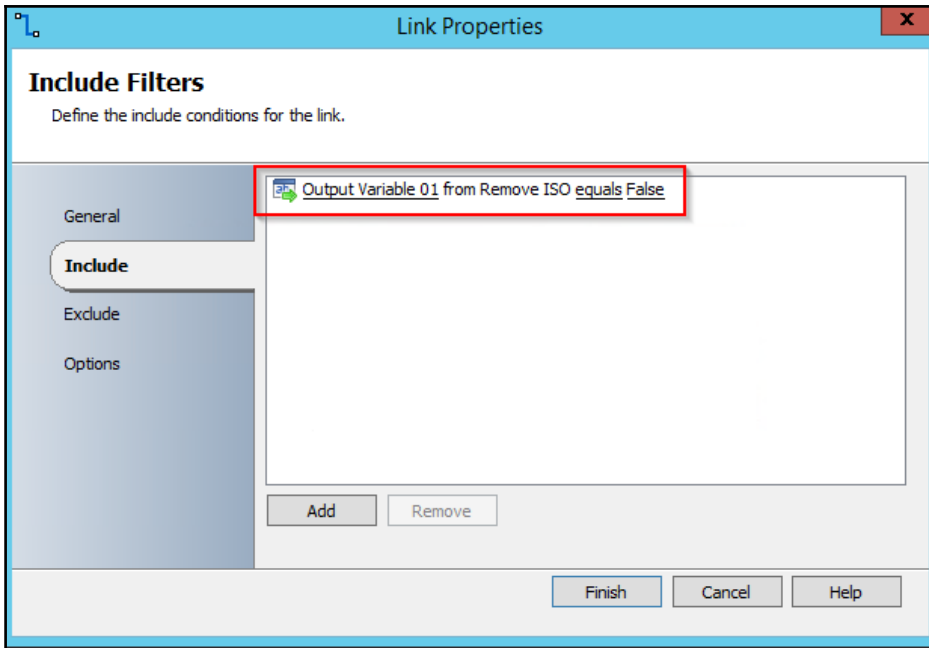 Link Properties
x
Include Filters
Define the include conditions for the link.
Output Variable 01 from Remove ISO equals False
General
Include
Exclude
Options
Add
Remove
Finish
Cancel
Help